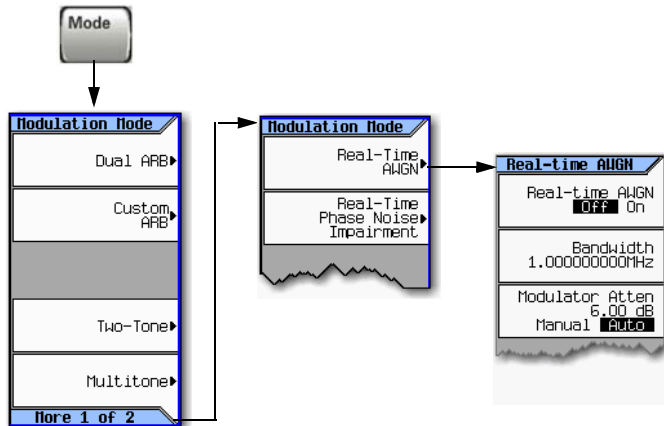 Mode
Modulation Mode
Dual ARB
Custom
ARB
Two-Tone
Multitone
More 1 of 2
Modulation Mode
Real-Time
AWGN
Real-Time
Phase Noise
Impairment
Real-time AWGN
Real-time AWGN
Off On
Bandwidth
1.000000000MHz
Modulator Atten
6.00 dB
Manual Auto